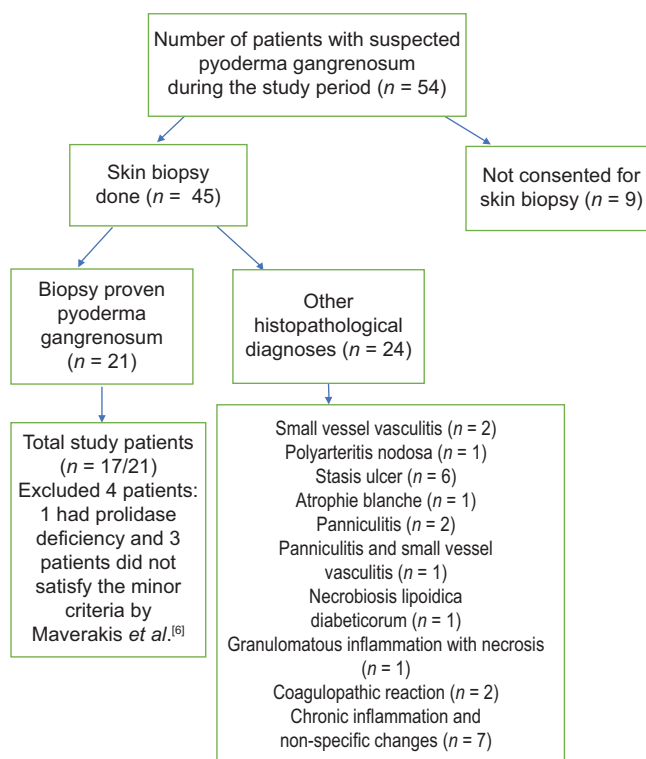 Number of patients with suspected
pyoderma gangrenosum
during the study period (n = 54)
Skin biopsy
done (n = 45)
Not consented for
skin biopsy (n = 9)
Biopsy proven
pyoderma
gangrenosum
(n = 21)
Other
histopathological
diagnoses (n = 24)
Total study patients
(n = 17/21)
Excluded 4 patients:
1 had prolidase
deficiency and 3
patients did not
satisfy the minor
criteria by
Maverakis et al.[6]
Small vessel vasculitis (n = 2)
Polyarteritis nodosa (n = 1)
Stasis ulcer (n = 6)
Atrophie blanche (n = 1)
Panniculitis (n = 2)
Panniculitis and small vessel
vasculitis (n = 1)
Necrobiosis lipoidica
diabeticorum (n = 1)
Granulomatous inflammation with necrosis
(n = 1)
Coagulopathic reaction (n = 2)
Chronic inflammation and
non-specific changes (n = 7)